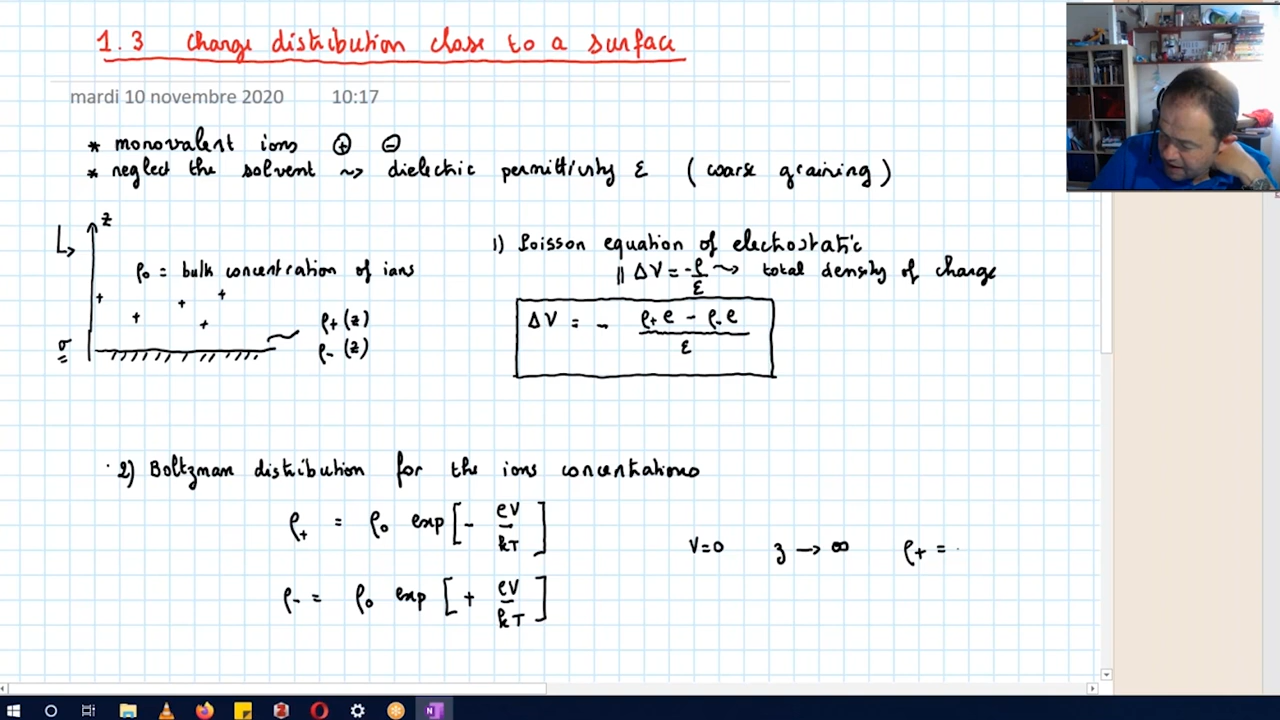 1.3 Charge distribution close to a surface
mardi 10 novembre 2020 10:17
* monovalent ions ⊕ ⊖
* neglect the solvent ⇝ dielectric permittivity ε (coarse graining)
z
ρ₀ = bulk concentration of ions
+ + + + +
ρ₊(z)
ρ₋(z)
σ
1) Poisson equation of electrostatic
ΔV = -ρ/ε ⇝ total density of charge
ΔV = - (ρ₊e - ρ₋e)/ε
2) Boltzman distribution for the ions concentrations
ρ₊ = ρ₀ exp[- eV/kT]
V=0 z → ∞ ρ₊ =
ρ₋ = ρ₀ exp[+ eV/kT]